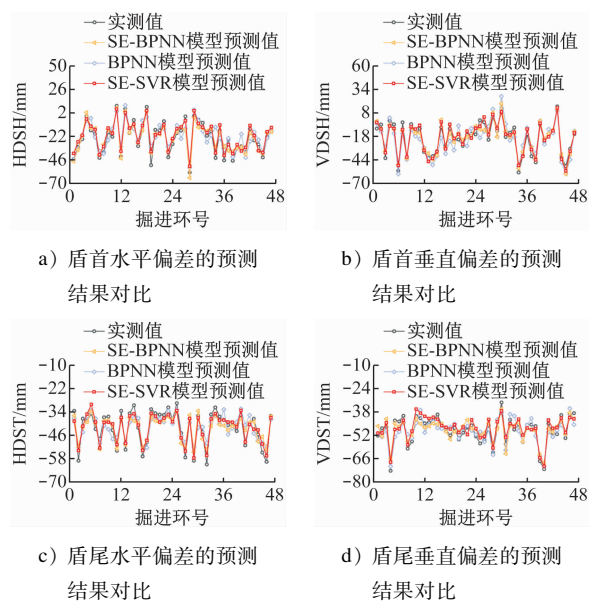 实测值
SE-BPNN模型预测值
BPNN模型预测值
SE-SVR模型预测值
50
26
2
−22
−46
−70
HDSH/mm
0 12 24 36 48
掘进环号
a）盾首水平偏差的预测
结果对比
实测值
SE-BPNN模型预测值
BPNN模型预测值
SE-SVR模型预测值
60
34
8
−18
−44
−70
VDSH/mm
0 12 24 36 48
掘进环号
b）盾首垂直偏差的预测
结果对比
实测值
SE-BPNN模型预测值
BPNN模型预测值
SE-SVR模型预测值
−10
−22
−34
−46
−58
−70
HDST/mm
0 12 24 36 48
掘进环号
c）盾尾水平偏差的预测
结果对比
实测值
SE-BPNN模型预测值
BPNN模型预测值
SE-SVR模型预测值
−10
−24
−38
−52
−66
−80
VDST/mm
0 12 24 36 48
掘进环号
d）盾尾垂直偏差的预测
结果对比